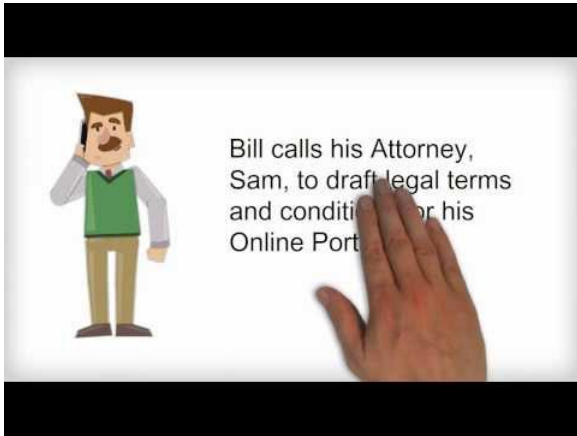 Bill calls his Attorney,
Sam, to draft legal terms
and his
Online